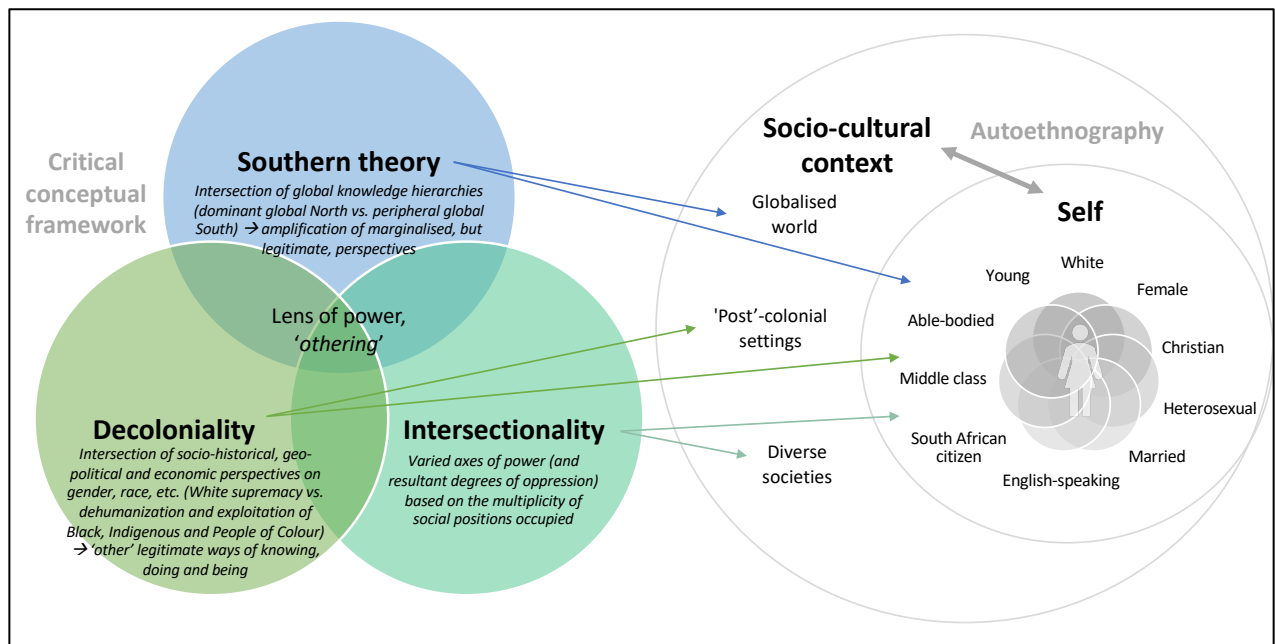 Critical
conceptual
framework
Southern theory
Intersection of global knowledge hierarchies
(dominant global North vs. peripheral global
South) → amplification of marginalised, but
legitimate, perspectives
Lens of power,
‘othering’
Decoloniality
Intersection of socio-historical, geo-
political and economic perspectives on
gender, race, etc. (White supremacy vs.
dehumanization and exploitation of
Black, Indigenous and People of Colour)
→ ‘other’ legitimate ways of knowing,
doing and being
Intersectionality
Varied axes of power (and
resultant degrees of oppression)
based on the multiplicity of
social positions occupied
Socio-cultural
context
Globalised
world
'Post’-colonial
settings
Diverse
societies
Autoethnography
Self
White
Female
Christian
Heterosexual
Married
English-speaking
South African
citizen
Middle class
Able-bodied
Young